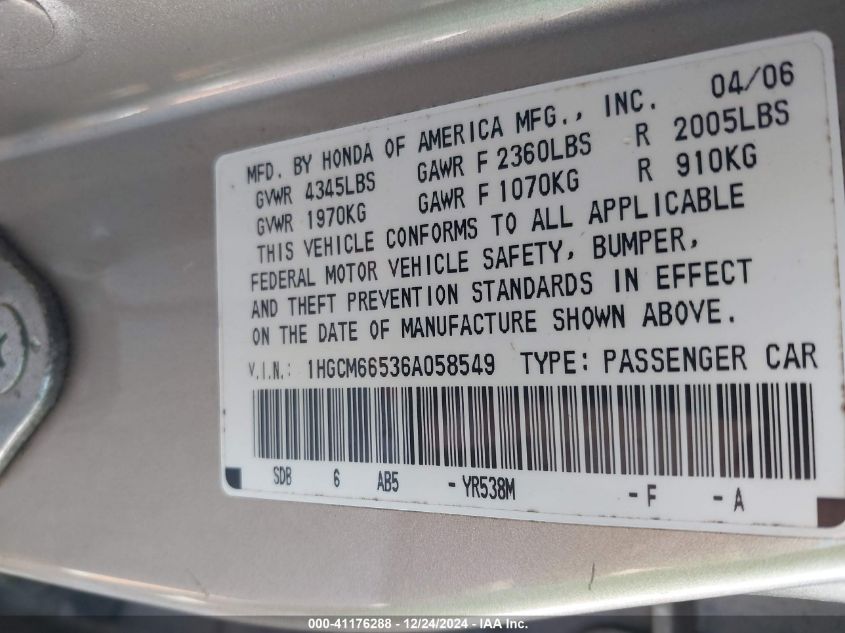 04/06
MFD. BY HONDA OF AMERICA MFG., INC.
GVWR 4345LBS GAWR F 2360LBS R 2005LBS
GVWR 1970KG GAWR F 1070KG R 910KG
THIS VEHICLE CONFORMS TO ALL APPLICABLE
FEDERAL MOTOR VEHICLE SAFETY, BUMPER,
AND THEFT PREVENTION STANDARDS IN EFFECT
ON THE DATE OF MANUFACTURE SHOWN ABOVE.
V.I.N.: 1HGCM66536A058549 TYPE: PASSENGER CAR
SDB 6 AB5 - YR538M - F - A
000-41176288 - 12/24/2024 - IAA Inc.